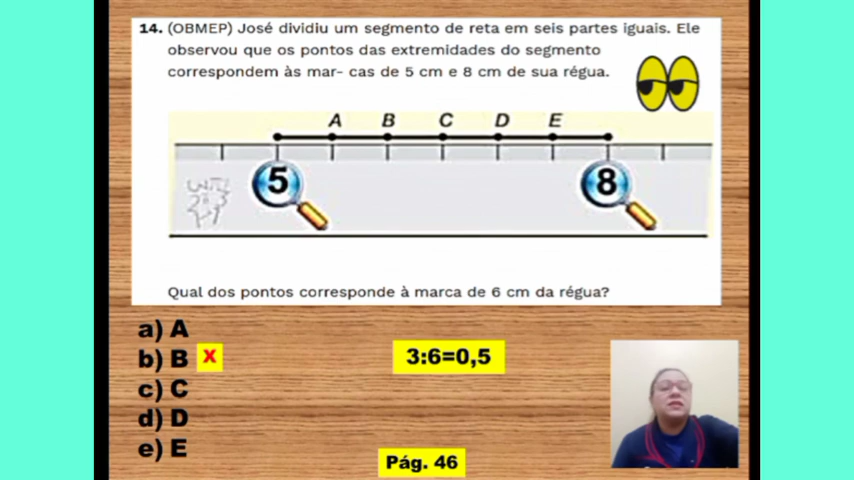 14. (OBMEP) José dividiu um segmento de reta em seis partes iguais. Ele
observou que os pontos das extremidades do segmento
correspondem às mar- cas de 5 cm e 8 cm de sua régua.
A B C D E
5 8
Qual dos pontos corresponde à marca de 6 cm da régua?
a) A
b) B x
3:6=0,5
c) C
d) D
e) E
Pág. 46